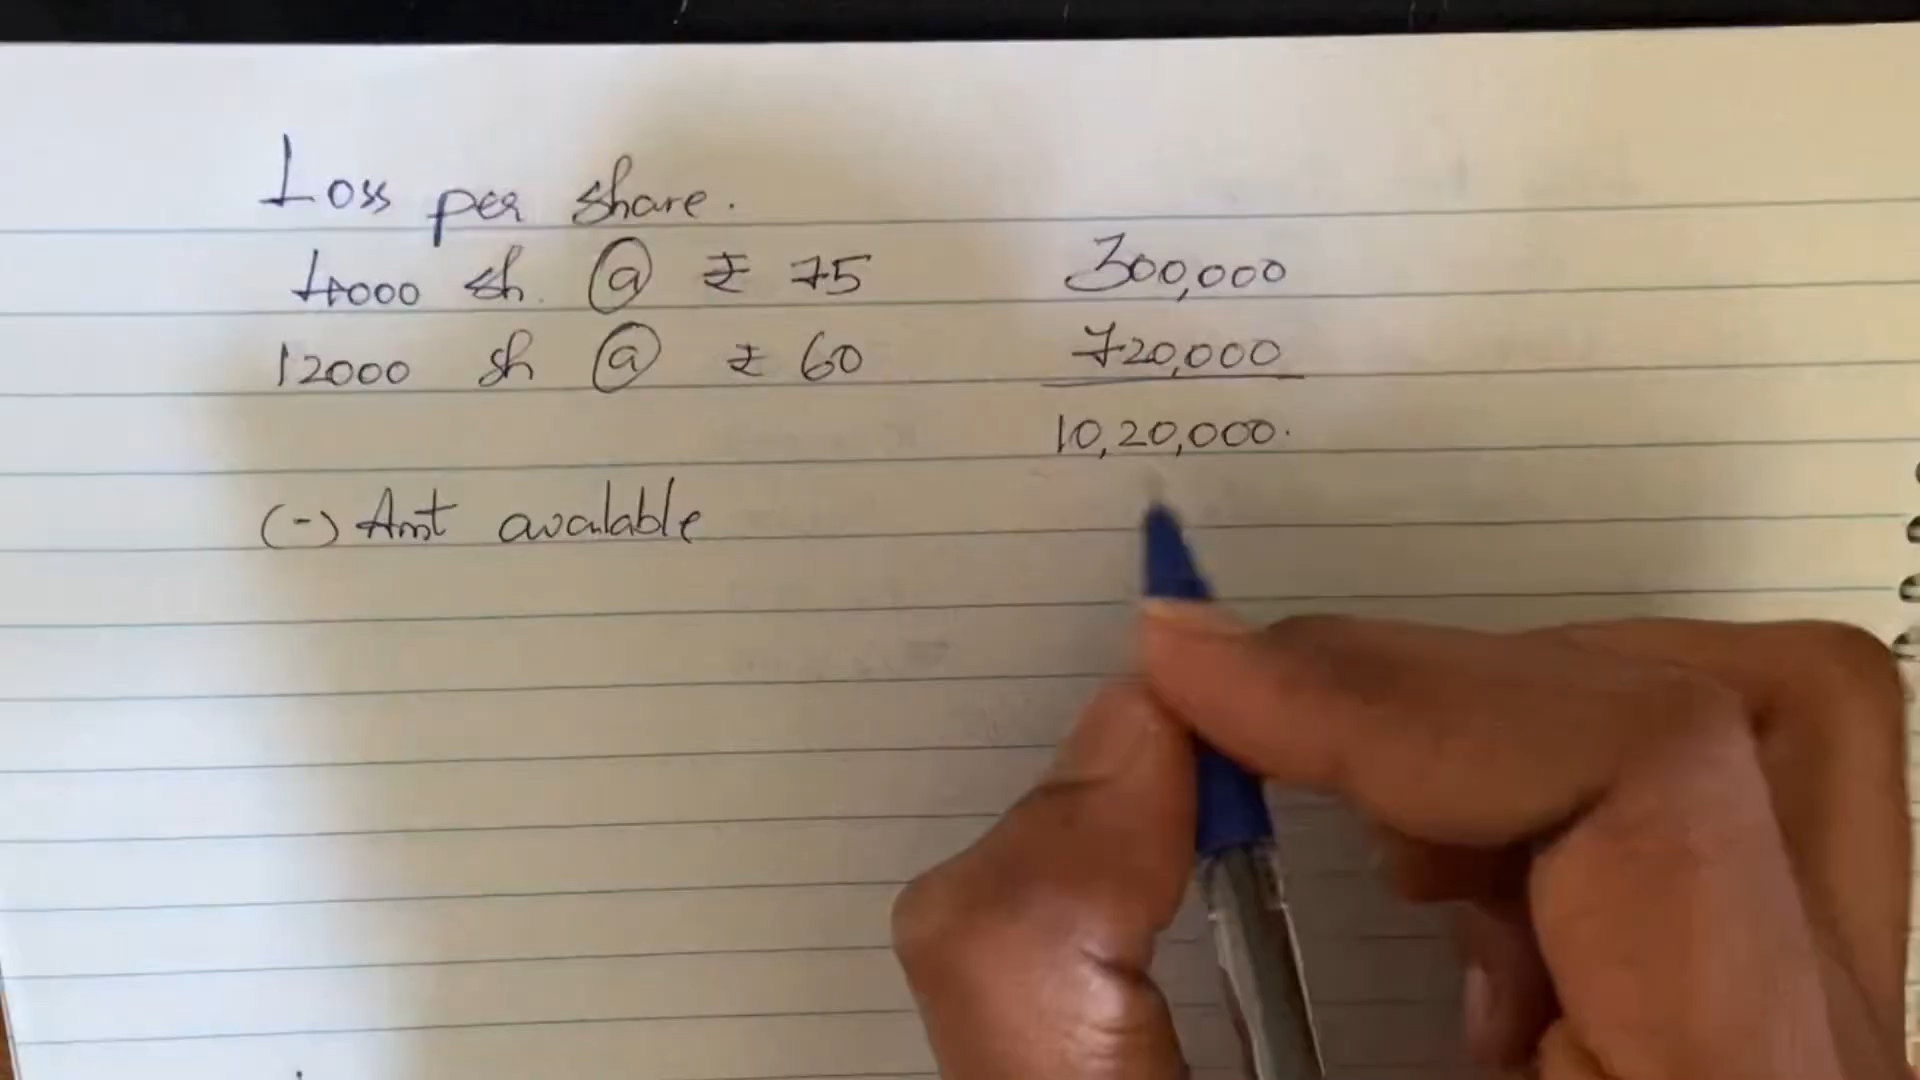 Loss per share.
4000 sh. @ ₹ 75 300,000
12000 sh @ ₹ 60 720,000
10,20,000.
(-) Amt available